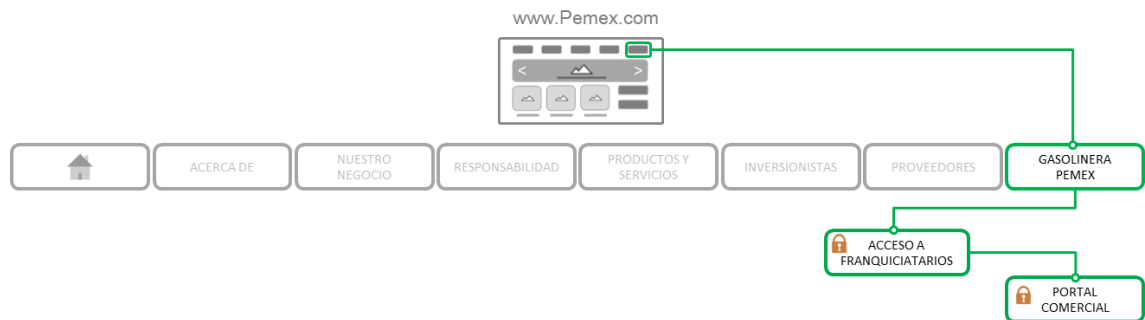 www.Pemex.com
ACERCA DE
NUESTRO
NEGOCIO
RESPONSABILIDAD
PRODUCTOS Y
SERVICIOS
INVERSIONISTAS
PROVEEDORES
GASOLINERA
PEMEX
ACCESO A
FRANQUICIATARIOS
PORTAL
COMERCIAL